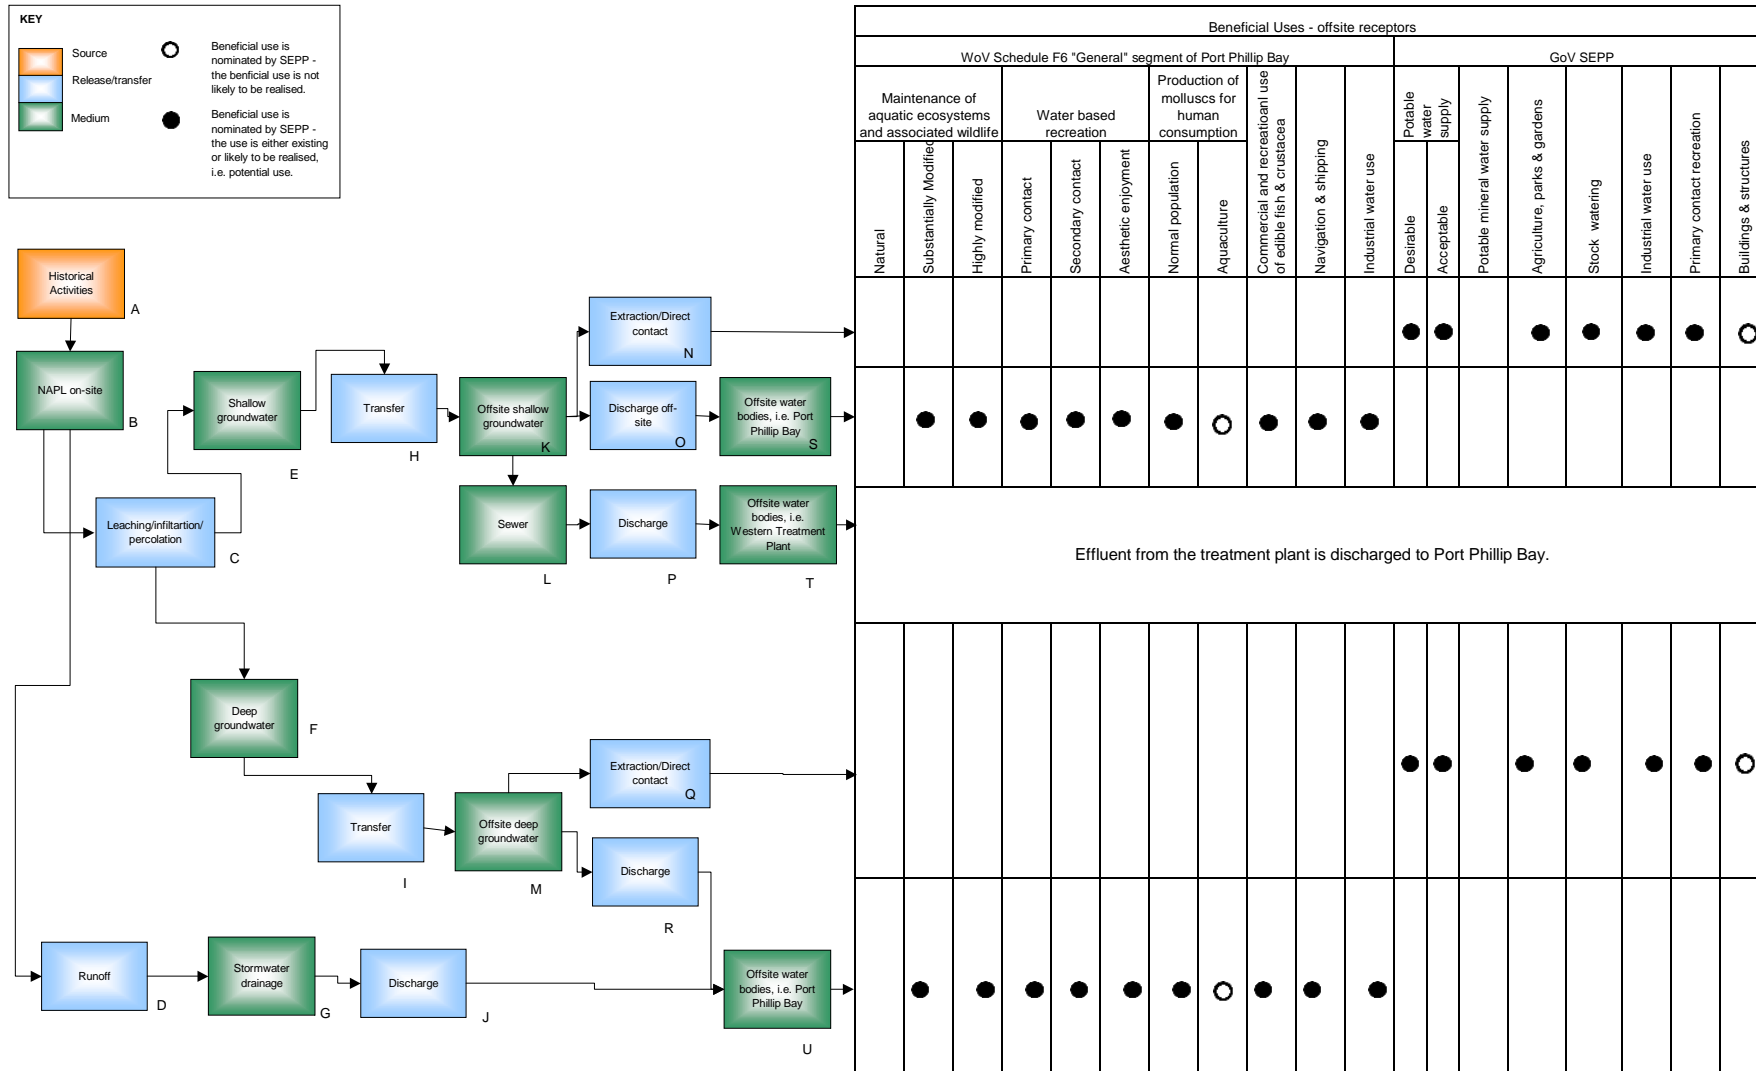 KEY
Source
Release/transfer
Medium
Beneficial use is
nominated by SEPP -
the benficial use is not
likely to be realised.
Beneficial use is
nominated by SEPP -
the use is either existing
or likely to be realised,
i.e. potential use.
Beneficial Uses - offsite receptors
WoV Schedule F6 "General" segment of Port Phillip Bay
GoV SEPP
Maintenance of
aquatic ecosystems
and associated wildlife
Water based
recreation
Production of
molluscs for
human
consumption
Commercial and recreatioanl use
of edible fish & crustacea
Navigation & shipping
Industrial water use
Potable
water
supply
Potable mineral water supply
Agriculture, parks & gardens
Stock watering
Industrial water use
Primary contact recreation
Buildings & structures
Natural
Substantially Modified
Highly modified
Primary contact
Secondary contact
Aesthetic enjoyment
Normal population
Aquaculture
Desirable
Acceptable
Historical
Activities
A
NAPL on-site
B
Shallow
groundwater
E
Transfer
H
Offsite shallow
groundwater
K
Extraction/Direct
contact
N
Discharge off-
site
O
Offsite water
bodies, i.e. Port
Phillip Bay
S
Leaching/infiltartion/
percolation
C
Sewer
L
Discharge
P
Offsite water
bodies, i.e.
Western Treatment
Plant
T
Effluent from the treatment plant is discharged to Port Phillip Bay.
Deep
groundwater
F
Transfer
I
Offsite deep
groundwater
M
Extraction/Direct
contact
Q
Discharge
R
Runoff
D
Stormwater
drainage
G
Discharge
J
Offsite water
bodies, i.e. Port
Phillip Bay
U